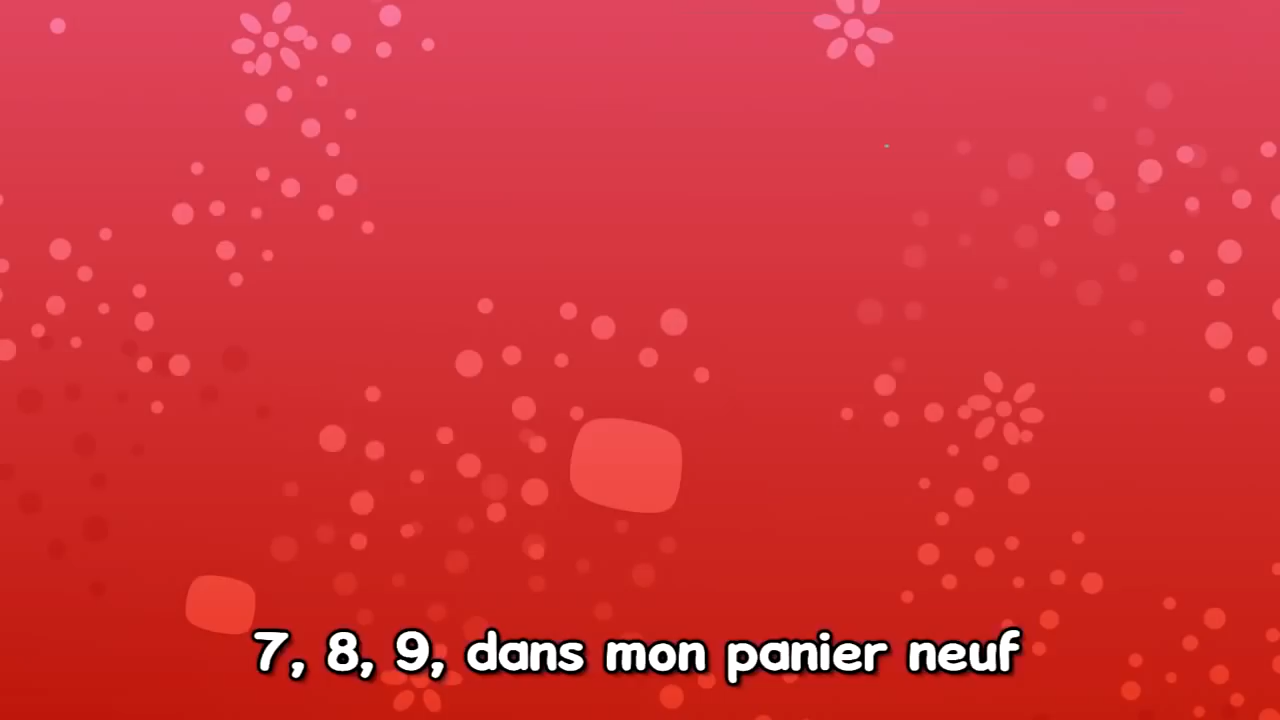 7, 8, 9, dans mon panier neuf